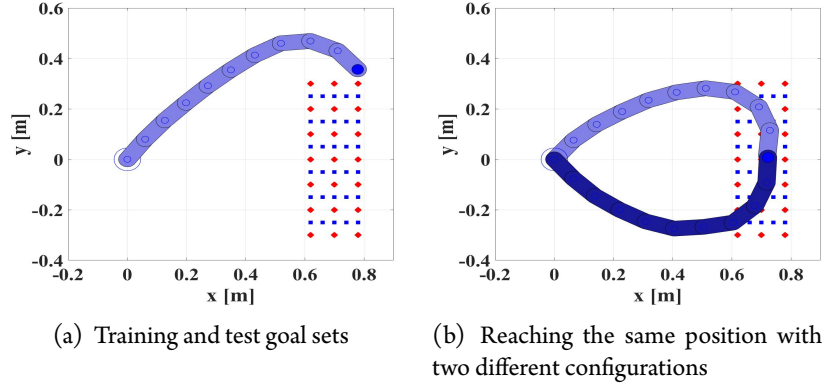 0.6
0.4
0.2
0
-0.2
-0.4
y [m]
-0.2 0 0.2 0.4 0.6 0.8
x [m]
(a) Training and test goal sets
0.6
0.4
0.2
0
-0.2
-0.4
y [m]
-0.2 0 0.2 0.4 0.6 0.8
x [m]
(b) Reaching the same position with
two different configurations